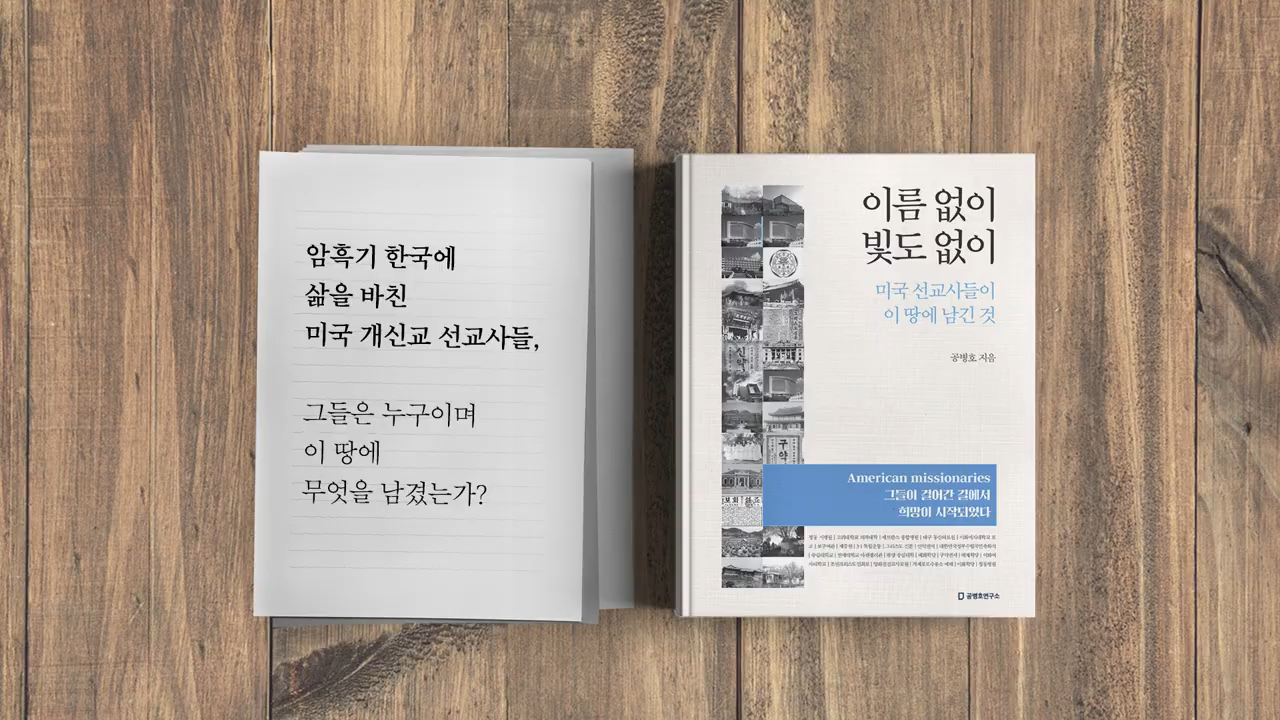 암흑기 한국에
삶을 바친
미국 개신교 선교사들,
그들은 누구이며
이 땅에
무엇을 남겼는가?
이름 없이
빛도 없이
미국 선교사들이
이 땅에 남긴 것
공병호 지음
구약
American missionaries
그들이 걸어간 길에서
희망이 시작되었다
공병호연구소